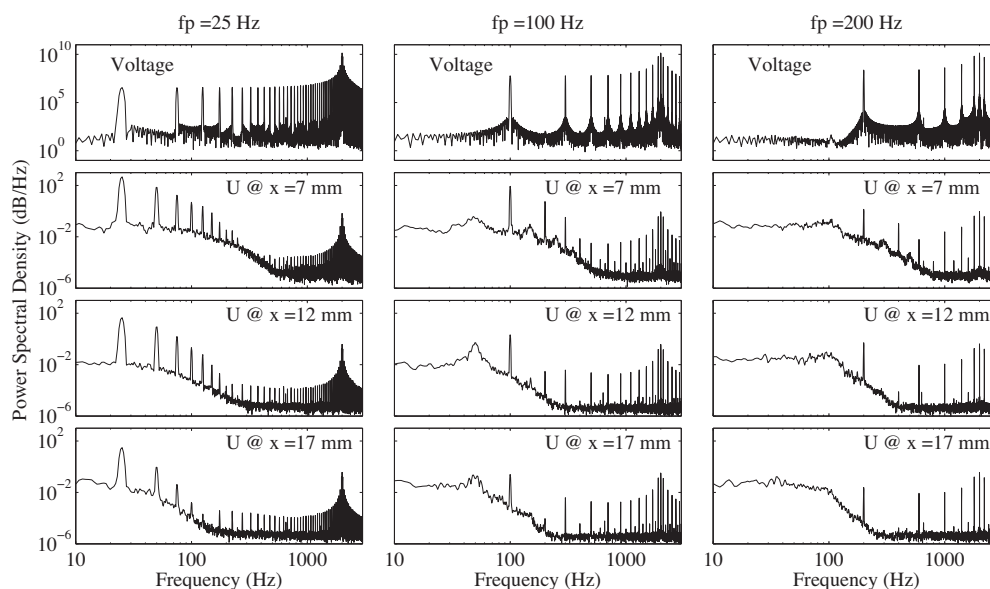 fp =25 Hz fp =100 Hz fp =200 Hz
Power Spectral Density (dB/Hz)
10^10
10^5
10^0
Voltage Voltage Voltage
10^2
10^−2
10^−6
U @ x =7 mm U @ x =7 mm U @ x =7 mm
10^2
10^−2
10^−6
U @ x =12 mm U @ x =12 mm U @ x =12 mm
10^2
10^−2
10^−6
U @ x =17 mm U @ x =17 mm U @ x =17 mm
10 100 1000 10 100 1000 10 100 1000
Frequency (Hz) Frequency (Hz) Frequency (Hz)